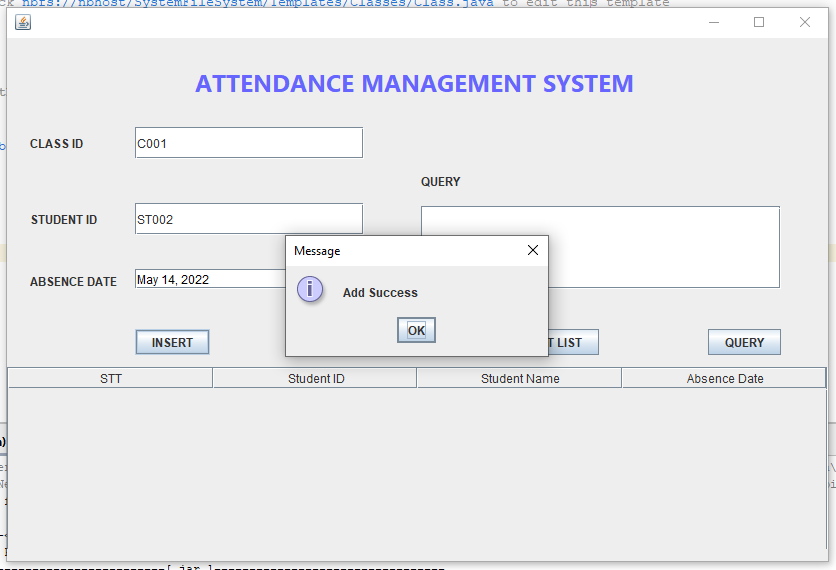 ck nbfs://nbhost/SystemFileSystem/Templates/Classes/Class.java to edit this template
ATTENDANCE MANAGEMENT SYSTEM
CLASS ID
C001
QUERY
STUDENT ID
ST002
Message
ABSENCE DATE
May 14, 2022
Add Success
OK
INSERT
T LIST
QUERY
STT
Student ID
Student Name
Absence Date
[ jar ]